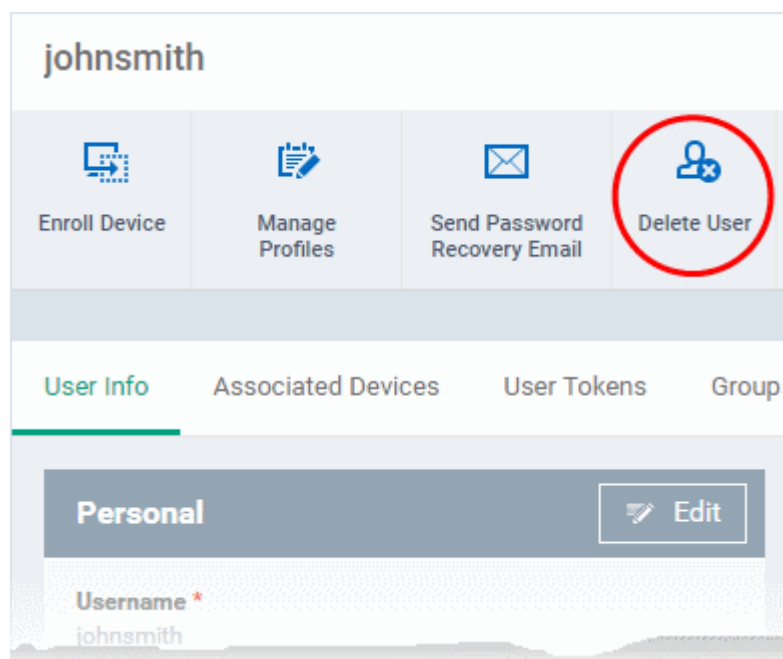 johnsmith
Enroll Device
Manage
Profiles
Send Password
Recovery Email
Delete User
User Info
Associated Devices
User Tokens
Group
Personal
Edit
Username *
johnsmith